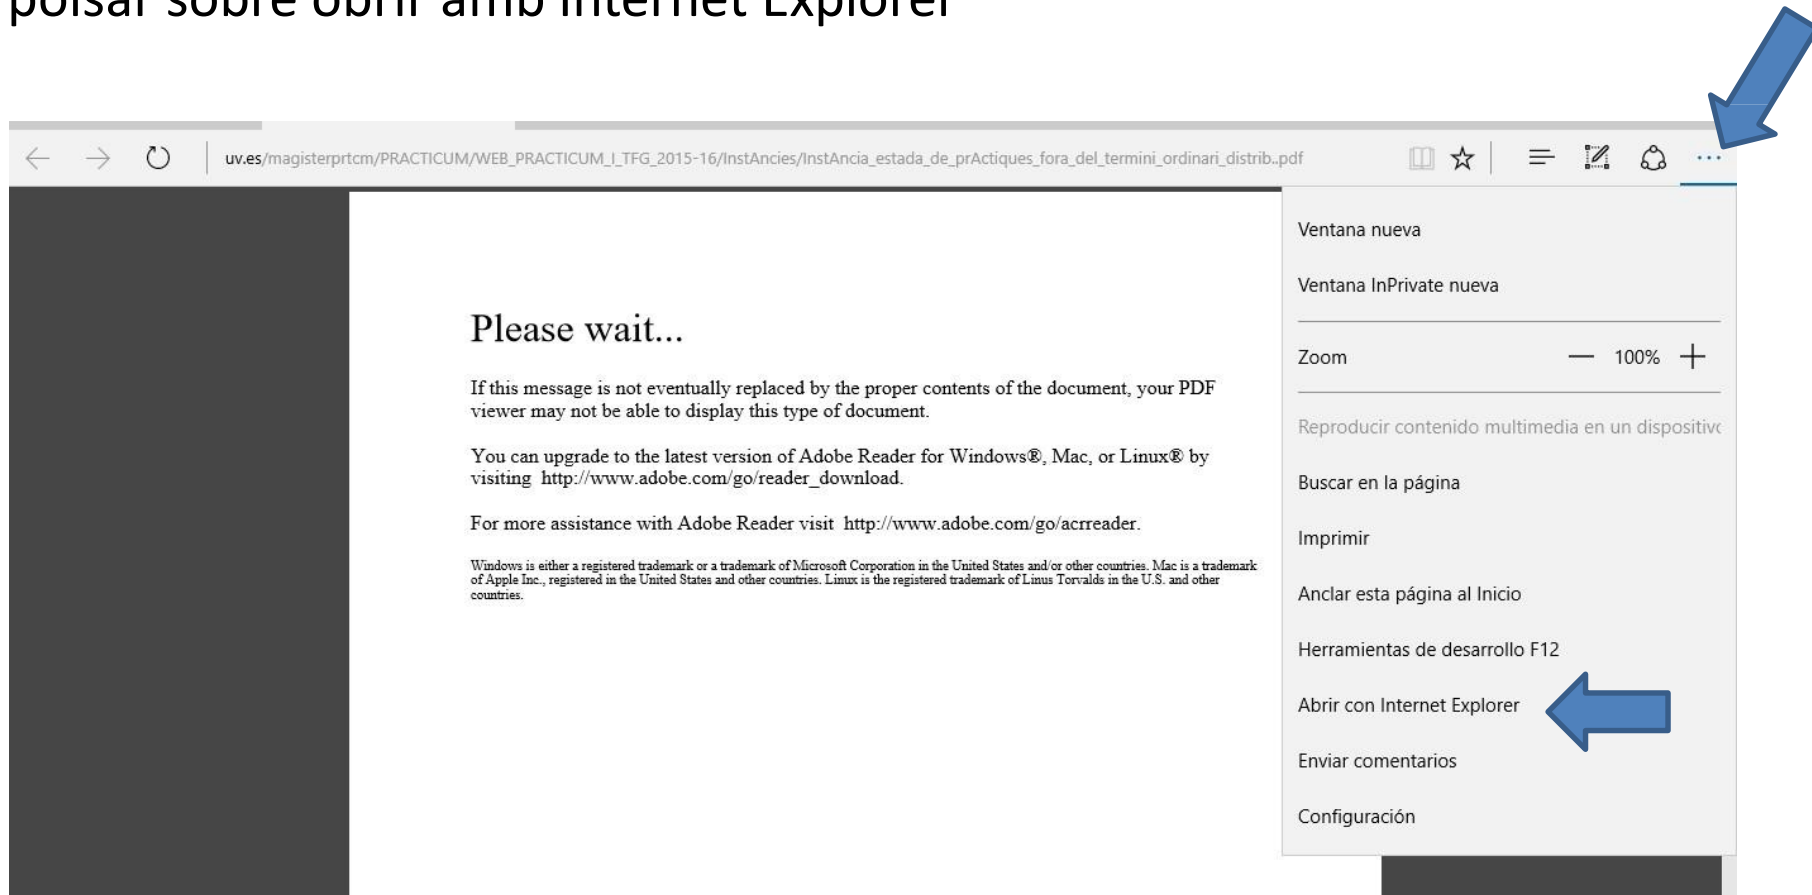 polsar sobre obrir amb Internet Explorer
uv.es/magisterprtcm/PRACTICUM/WEB_PRACTICUM_I_TFG_2015-16/InstAncies/InstAncia_estada_de_prActiques_fora_del_termini_ordinari_distrib..pdf
Please wait...
If this message is not eventually replaced by the proper contents of the document, your PDF
viewer may not be able to display this type of document.
You can upgrade to the latest version of Adobe Reader for Windows®, Mac, or Linux® by
visiting http://www.adobe.com/go/reader_download.
For more assistance with Adobe Reader visit http://www.adobe.com/go/acrreader.
Windows is either a registered trademark or a trademark of Microsoft Corporation in the United States and/or other countries. Mac is a trademark
of Apple Inc., registered in the United States and other countries. Linux is the registered trademark of Linus Torvalds in the U.S. and other
countries.
Ventana nueva
Ventana InPrivate nueva
Zoom — 100% +
Reproducir contenido multimedia en un dispositivo
Buscar en la página
Imprimir
Anclar esta página al Inicio
Herramientas de desarrollo F12
Abrir con Internet Explorer
Enviar comentarios
Configuración